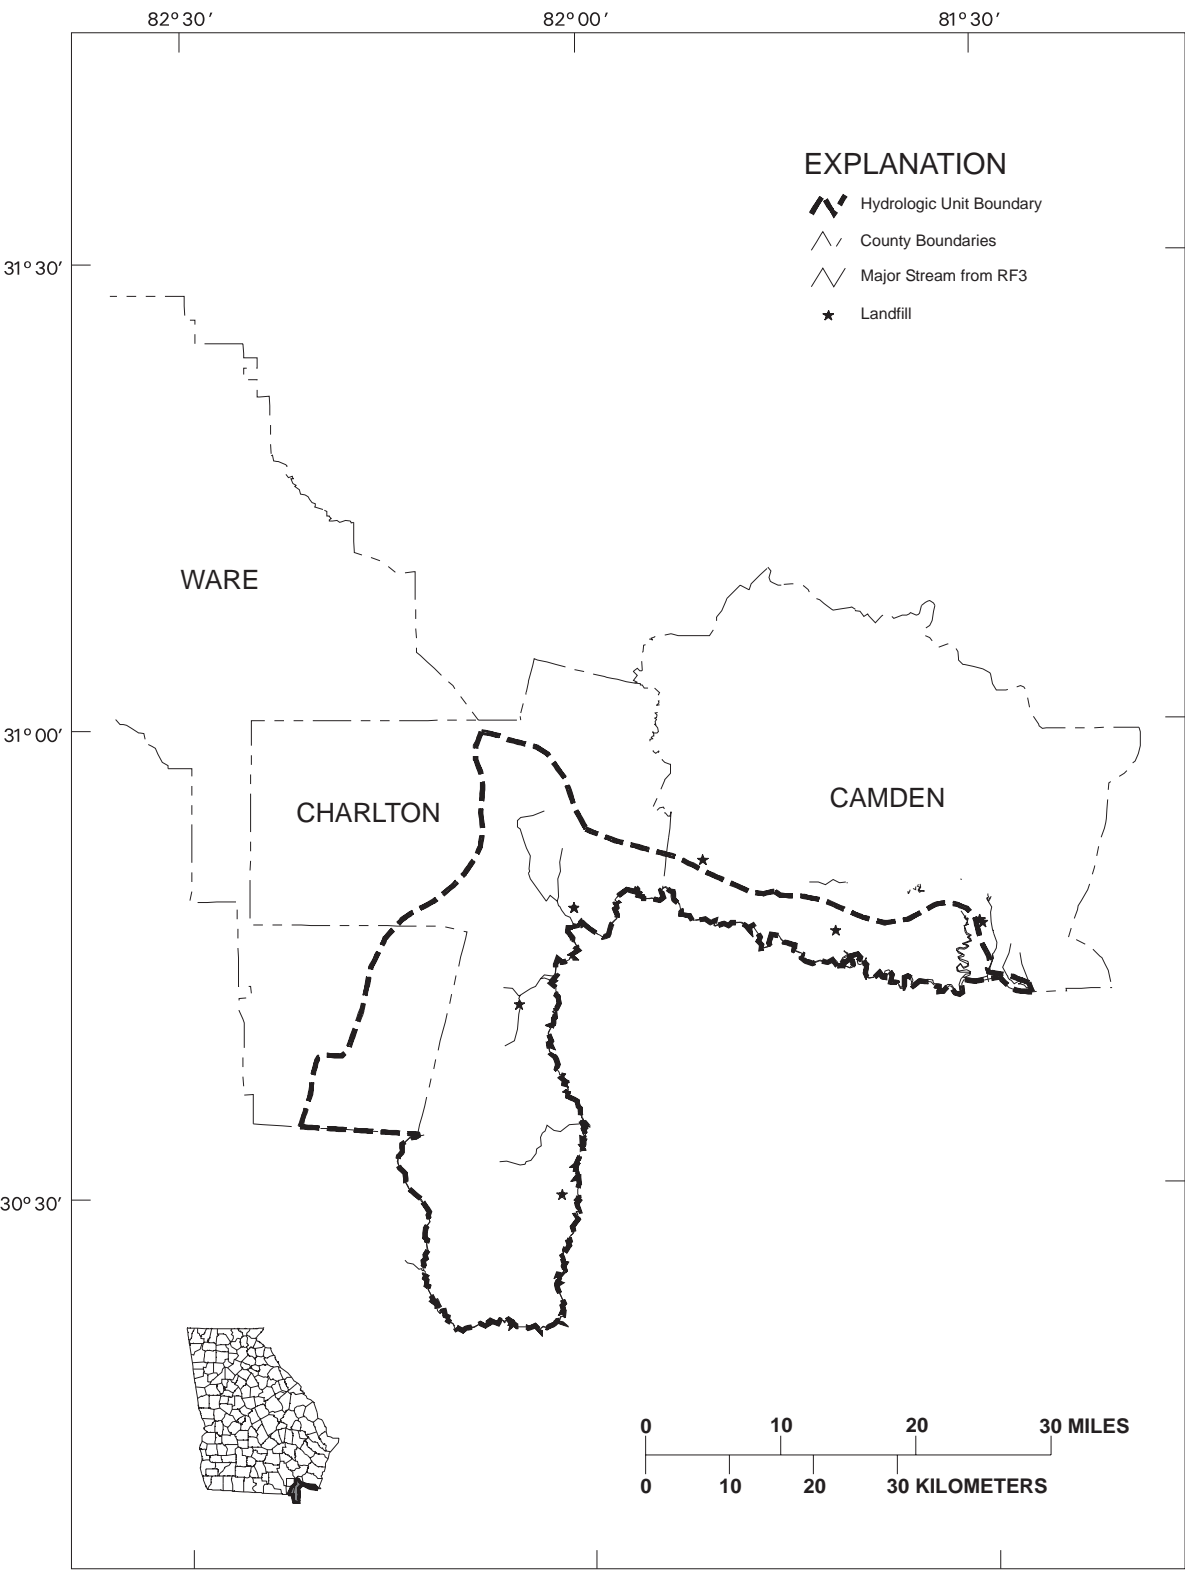 82° 30′ 82° 00′ 81° 30′
EXPLANATION
Hydrologic Unit Boundary
County Boundaries
Major Stream from RF3
Landfill
31° 30′
WARE
31° 00′
CHARLTON
CAMDEN
30° 30′
0 10 20 30 MILES
0 10 20 30 KILOMETERS